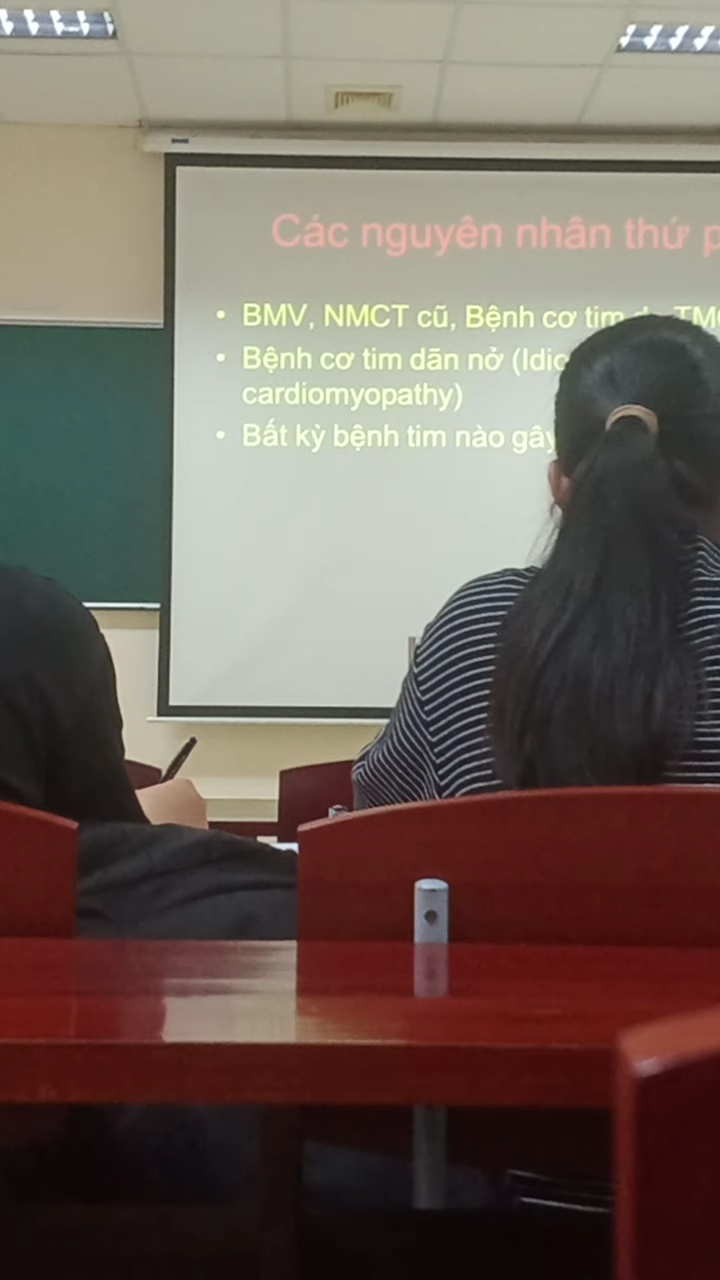 Các nguyên nhân thứ
• BMV, NMCT cũ, Bệnh cơ tim
• Bệnh cơ tim dãn nở
cardiomyopathy)
• Bất kỳ bệnh tim nào gây